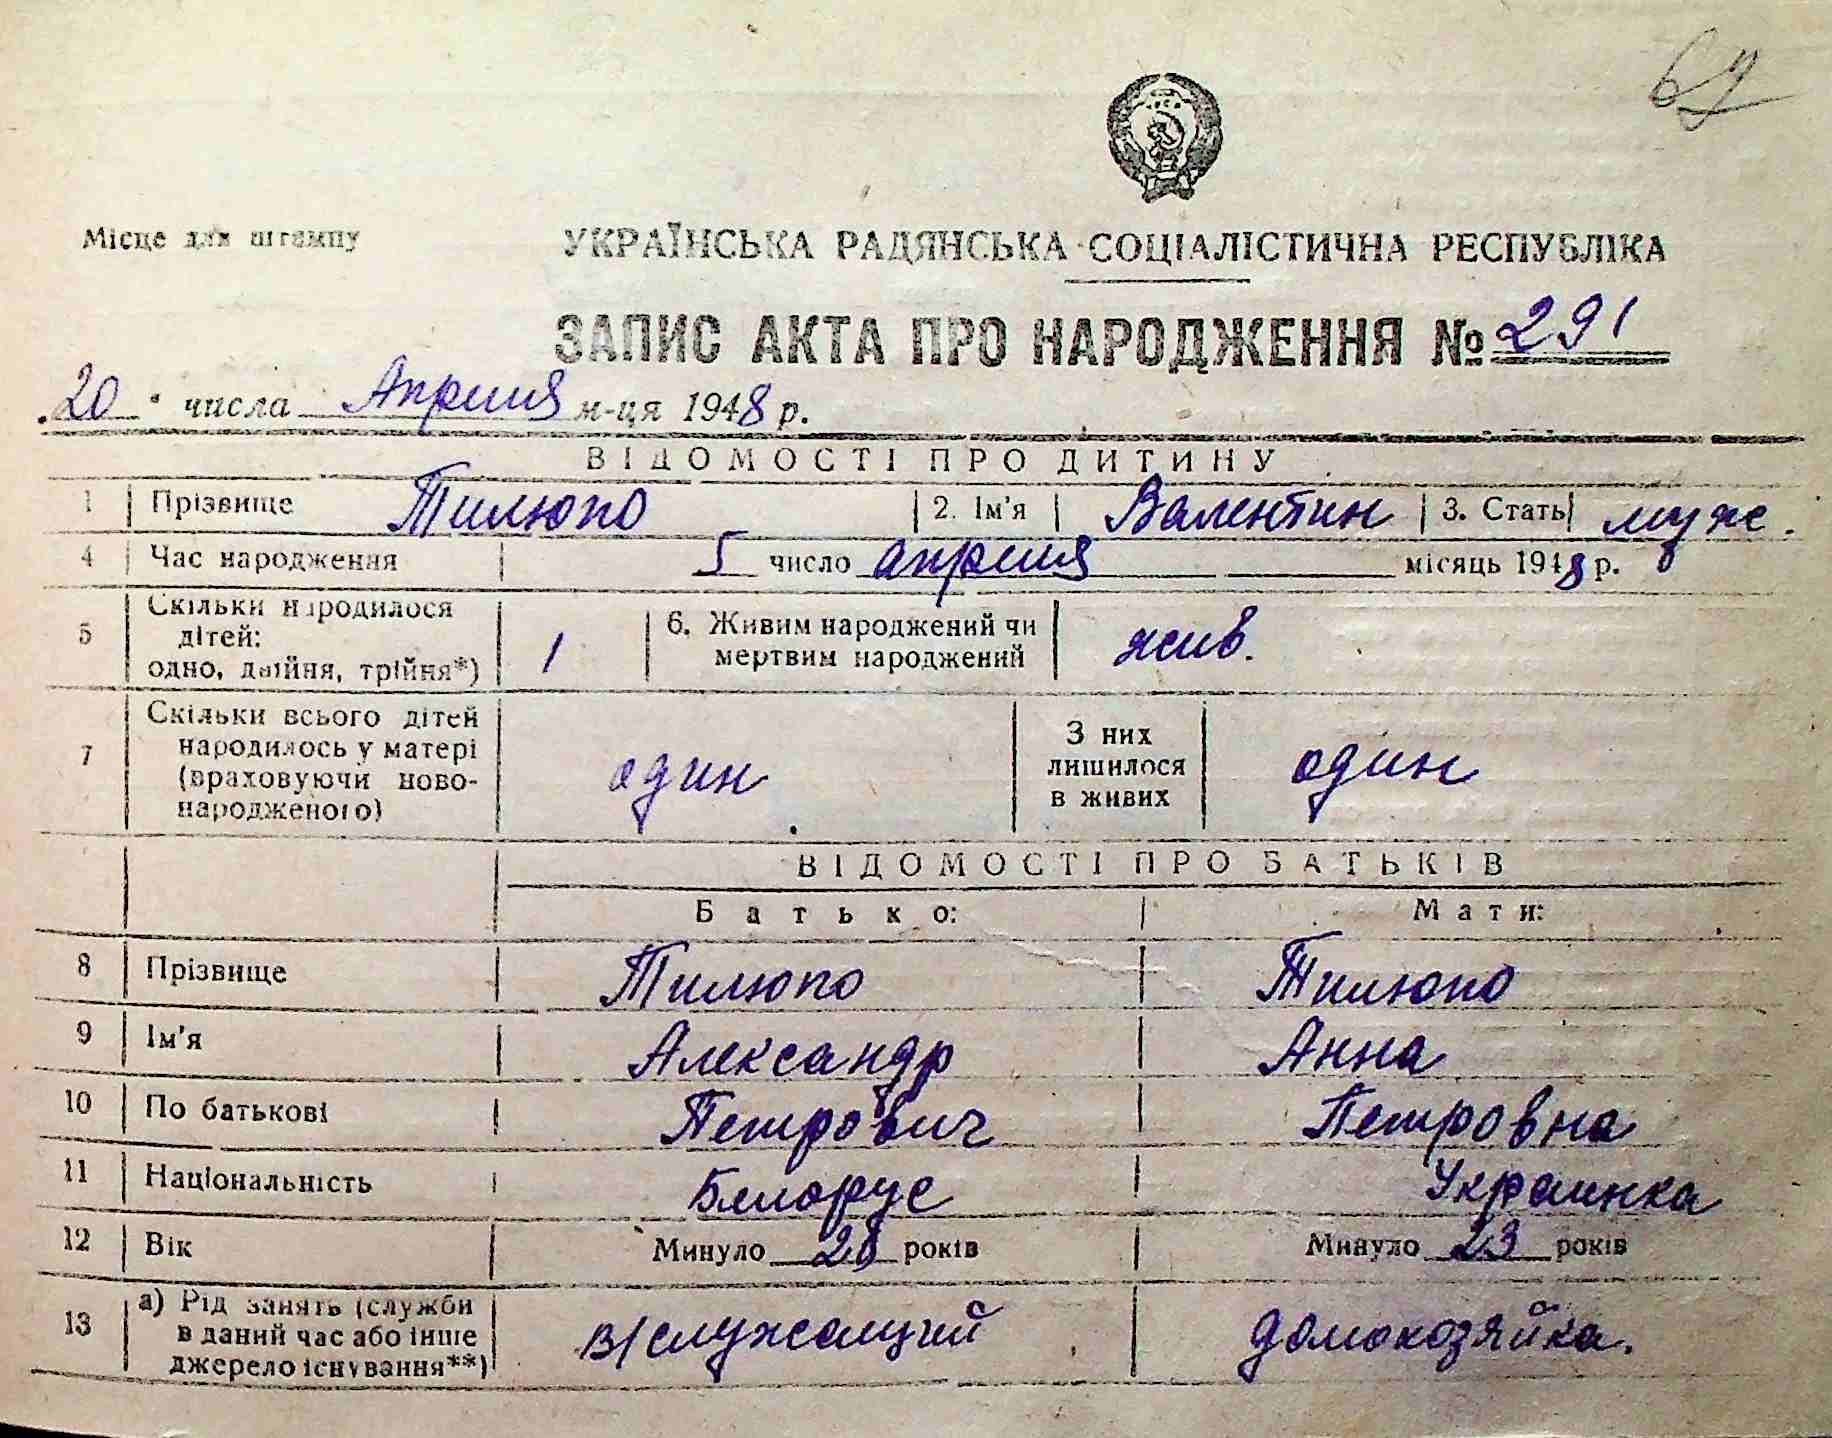 67
Місце для штампу
УКРАЇНСЬКА РАДЯНСЬКА СОЦІАЛІСТИЧНА РЕСПУБЛІКА
ЗАПИС АКТА ПРО НАРОДЖЕННЯ № 291
"20" числа Апреля м-ця 1948 р.
ВІДОМОСТІ ПРО ДИТИНУ
1 Прізвище Тилюпо 2. Ім'я Валентин 3. Стать муж.
4 Час народження 5 число апреля місяць 1948 р.
5 Скільки народилося
дітей:
одно, двійня, трійня*) 1 6. Живим народжений чи
мертвим народжений жив.
7 Скільки всього дітей
народилось у матері
(враховуючи ново-
народженого) один З них
лишилося
в живих один
ВІДОМОСТІ ПРО БАТЬКІВ
Батько: Мати:
8 Прізвище Тилюпо Тилюпо
9 Ім'я Александр Анна
10 По батькові Петрович Петровна
11 Національність Белорус Украинка
12 Вік Минуло 28 років Минуло 23 років
13 а) Рід занять (служби
в даний час або інше
джерело існування**) в/служащий домохозяйка.